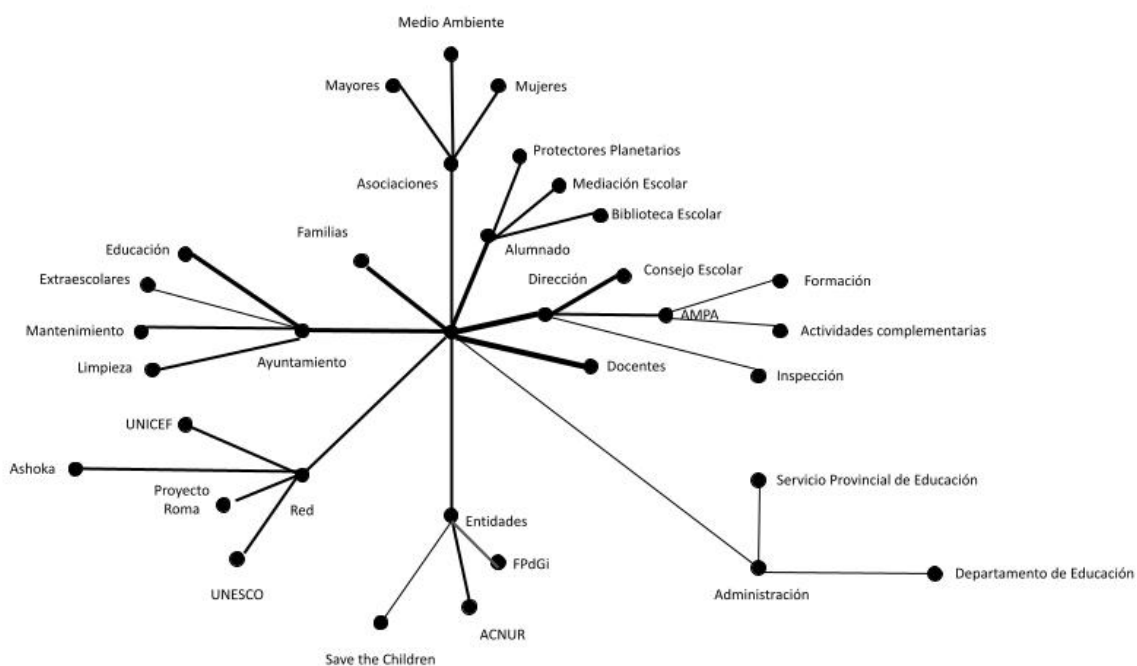 Medio Ambiente
Mayores
Mujeres
Protectores Planetarios
Asociaciones
Mediación Escolar
Biblioteca Escolar
Familias
Alumnado
Educación
Extraescolares
Dirección
Consejo Escolar
Formación
AMPA
Mantenimiento
Actividades complementarias
Ayuntamiento
Limpieza
Docentes
Inspección
UNICEF
Ashoka
Proyecto
Roma
Red
Servicio Provincial de Educación
Entidades
FPdGi
UNESCO
Administración
Departamento de Educación
ACNUR
Save the Children